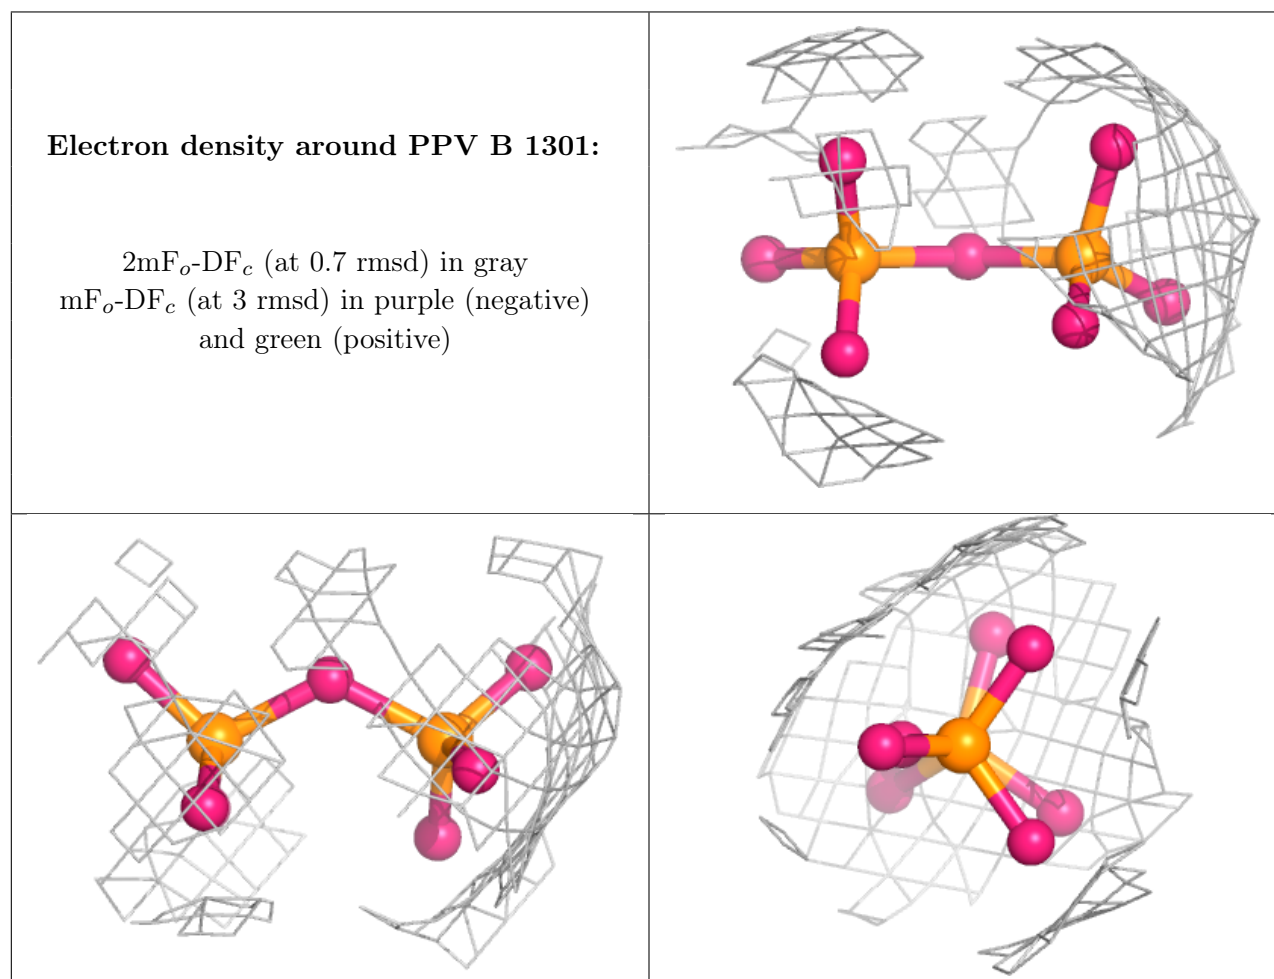 Electron density around PPV B 1301:
2mFo-DFc (at 0.7 rmsd) in gray
mFo-DFc (at 3 rmsd) in purple (negative)
and green (positive)